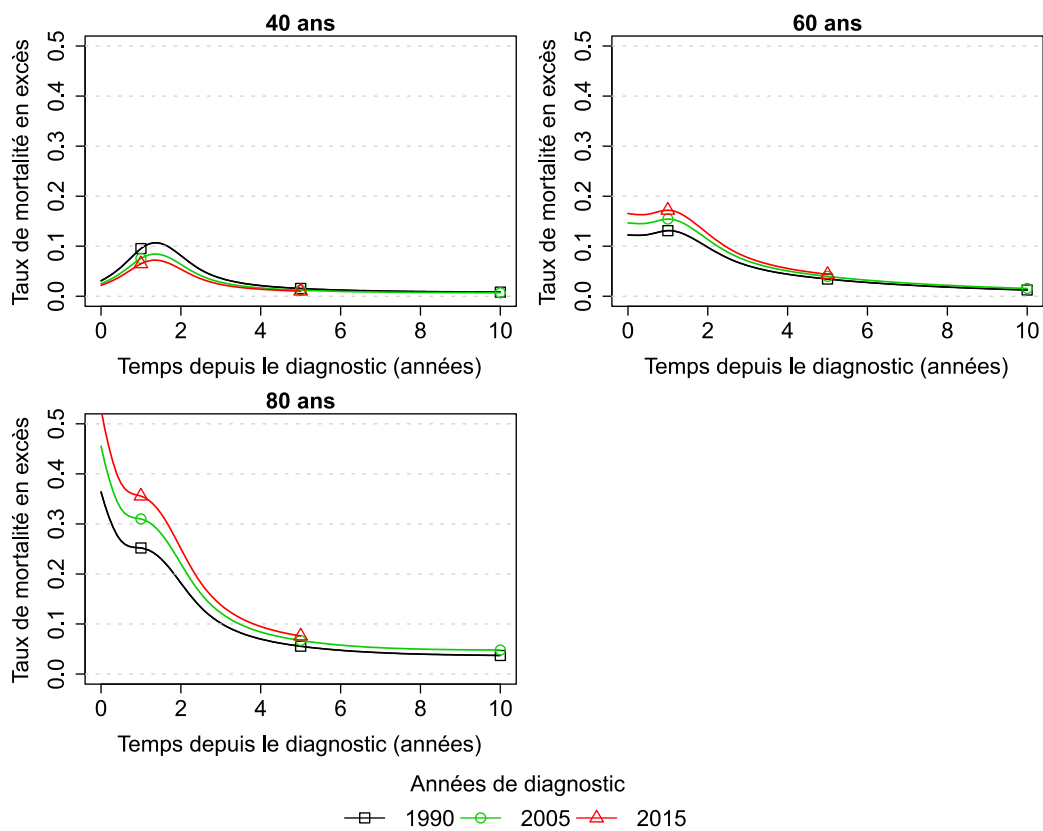 40 ans
Taux de mortalité en excès
0.5
0.4
0.3
0.2
0.1
0.0
0 2 4 6 8 10
Temps depuis le diagnostic (années)
60 ans
Taux de mortalité en excès
0.5
0.4
0.3
0.2
0.1
0.0
0 2 4 6 8 10
Temps depuis le diagnostic (années)
80 ans
Taux de mortalité en excès
0.5
0.4
0.3
0.2
0.1
0.0
0 2 4 6 8 10
Temps depuis le diagnostic (années)
Années de diagnostic
1990 2005 2015